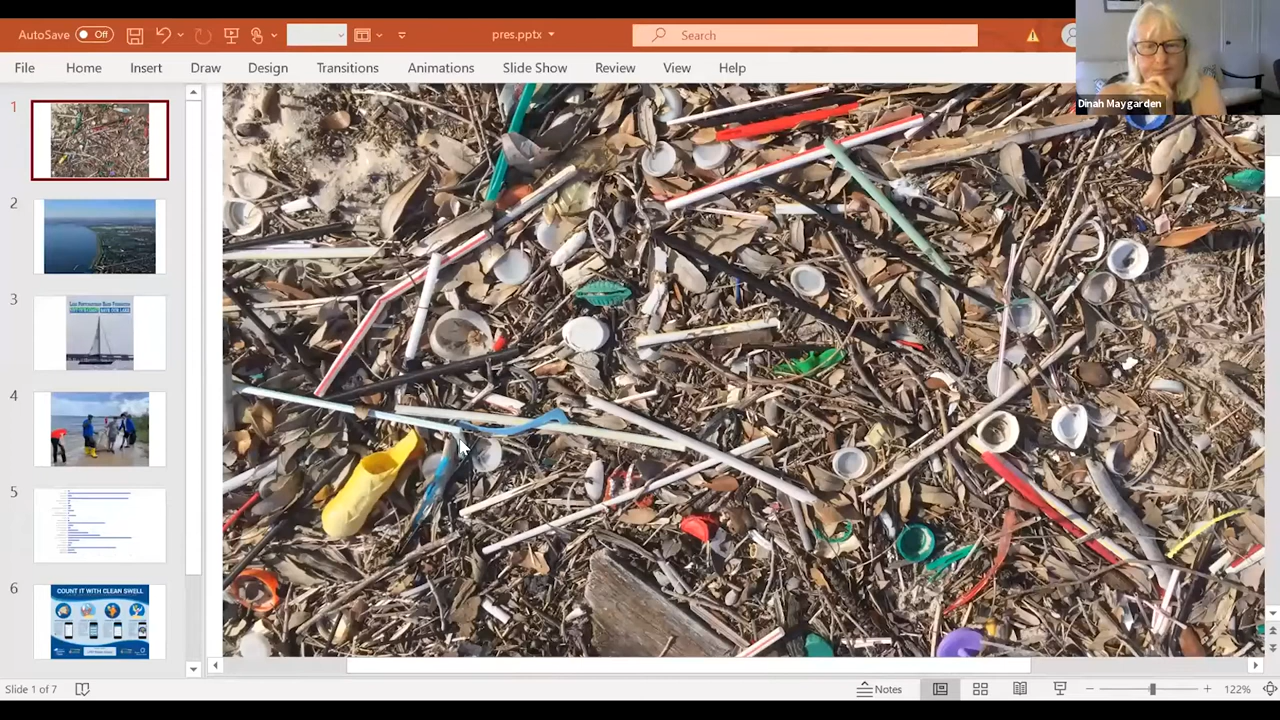 AutoSave Off
pres.pptx
Search
File Home Insert Draw Design Transitions Animations Slide Show Review View Help
Dinah Maygarden
1
2
3
4
5
6
COUNT IT WITH CLEAN SWELL
Slide 1 of 7
Notes
122%